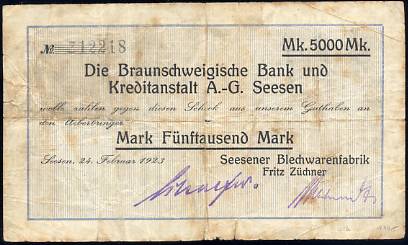 № 312218 Mk. 5000 Mk.
Die Braunschweigische Bank und
Kreditanstalt A.-G. Seesen
wolle zahlen gegen diesen Scheck aus unserem Guthaben an
den Ueberbringer
Mark Fünftausend Mark
Seesen, 24. Februar 1923
Seesener Blechwarenfabrik
Fritz Züchner